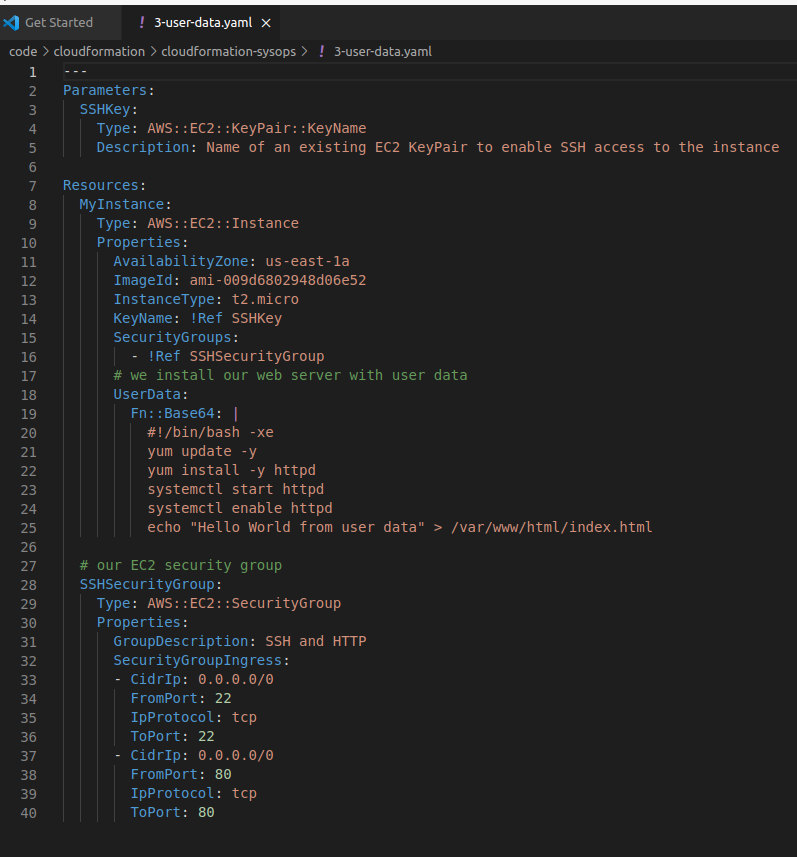 Get Started ! 3-user-data.yaml ×
code > cloudformation > cloudformation-sysops > ! 3-user-data.yaml
1 ---
2 Parameters:
3   SSHKey:
4     Type: AWS::EC2::KeyPair::KeyName
5     Description: Name of an existing EC2 KeyPair to enable SSH access to the instance
6
7 Resources:
8   MyInstance:
9     Type: AWS::EC2::Instance
10     Properties:
11       AvailabilityZone: us-east-1a
12       ImageId: ami-009d6802948d06e52
13       InstanceType: t2.micro
14       KeyName: !Ref SSHKey
15       SecurityGroups:
16         - !Ref SSHSecurityGroup
17       # we install our web server with user data
18       UserData:
19         Fn::Base64: |
20           #!/bin/bash -xe
21           yum update -y
22           yum install -y httpd
23           systemctl start httpd
24           systemctl enable httpd
25           echo "Hello World from user data" > /var/www/html/index.html
26
27   # our EC2 security group
28   SSHSecurityGroup:
29     Type: AWS::EC2::SecurityGroup
30     Properties:
31       GroupDescription: SSH and HTTP
32       SecurityGroupIngress:
33       - CidrIp: 0.0.0.0/0
34         FromPort: 22
35         IpProtocol: tcp
36         ToPort: 22
37       - CidrIp: 0.0.0.0/0
38         FromPort: 80
39         IpProtocol: tcp
40         ToPort: 80